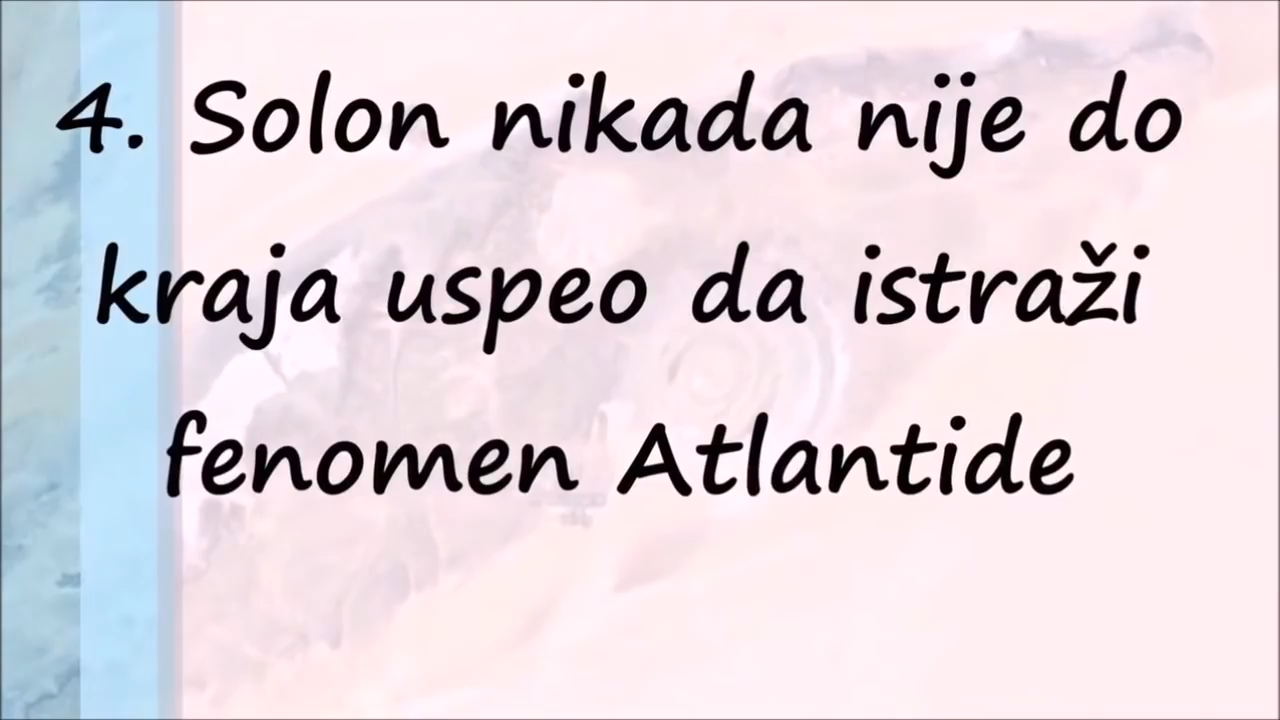 4. Solon nikada nije do
kraja uspeo da istraži
fenomen Atlantide